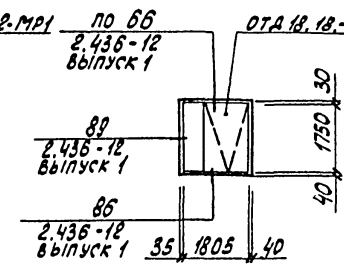 2-МР1
ПО 66
2.436-12
ВЫПУСК 1
ОТД 18.18.-
89
2.436-12
ВЫПУСК 1
86
2.436-12
ВЫПУСК 1
30
1750
40
35 1805 40